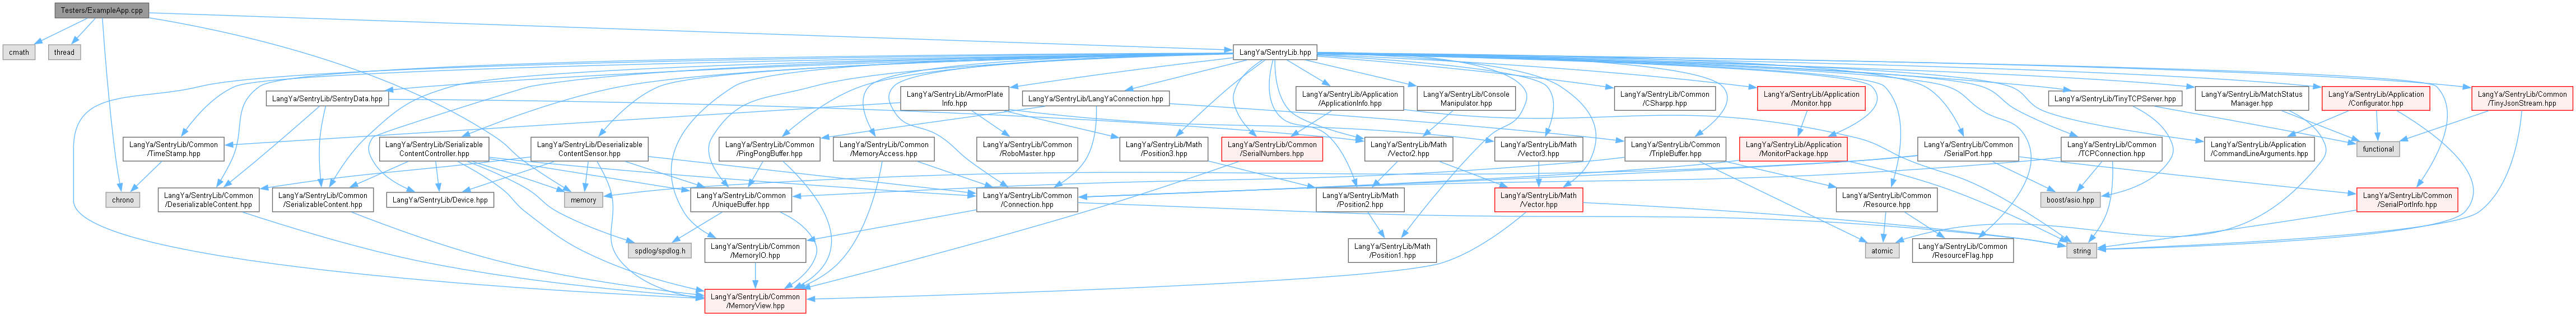 Testers/ExampleApp.cpp
cmath
thread
LangYa/SentryLib.hpp
LangYa/SentryLib/SentryData.hpp
LangYa/SentryLib/ArmorPlate
Info.hpp
LangYa/SentryLib/LangYaConnection.hpp
LangYa/SentryLib/Application
/ApplicationInfo.hpp
LangYa/SentryLib/Console
Manipulator.hpp
LangYa/SentryLib/Common
/CSharpp.hpp
LangYa/SentryLib/Application
/Monitor.hpp
LangYa/SentryLib/TinyTCPServer.hpp
LangYa/SentryLib/MatchStatus
Manager.hpp
LangYa/SentryLib/Application
/Configurator.hpp
LangYa/SentryLib/Common
/TinyJsonStream.hpp
LangYa/SentryLib/Common
/TimeStamp.hpp
LangYa/SentryLib/Serializable
ContentController.hpp
LangYa/SentryLib/Deserializable
ContentSensor.hpp
LangYa/SentryLib/Common
/PingPongBuffer.hpp
LangYa/SentryLib/Common
/MemoryAccess.hpp
LangYa/SentryLib/Common
/RoboMaster.hpp
LangYa/SentryLib/Math
/Position3.hpp
LangYa/SentryLib/Common
/SerialNumbers.hpp
LangYa/SentryLib/Math
/Vector2.hpp
LangYa/SentryLib/Math
/Vector3.hpp
LangYa/SentryLib/Common
/TripleBuffer.hpp
LangYa/SentryLib/Application
/MonitorPackage.hpp
LangYa/SentryLib/Common
/SerialPort.hpp
LangYa/SentryLib/Common
/TCPConnection.hpp
LangYa/SentryLib/Application
/CommandLineArguments.hpp
functional
chrono
LangYa/SentryLib/Common
/DeserializableContent.hpp
LangYa/SentryLib/Common
/SerializableContent.hpp
LangYa/SentryLib/Device.hpp
memory
LangYa/SentryLib/Common
/UniqueBuffer.hpp
LangYa/SentryLib/Common
/Connection.hpp
LangYa/SentryLib/Math
/Position2.hpp
LangYa/SentryLib/Math
/Vector.hpp
LangYa/SentryLib/Common
/Resource.hpp
boost/asio.hpp
LangYa/SentryLib/Common
/SerialPortInfo.hpp
spdlog/spdlog.h
LangYa/SentryLib/Common
/MemoryIO.hpp
LangYa/SentryLib/Math
/Position1.hpp
atomic
LangYa/SentryLib/Common
/ResourceFlag.hpp
string
LangYa/SentryLib/Common
/MemoryView.hpp